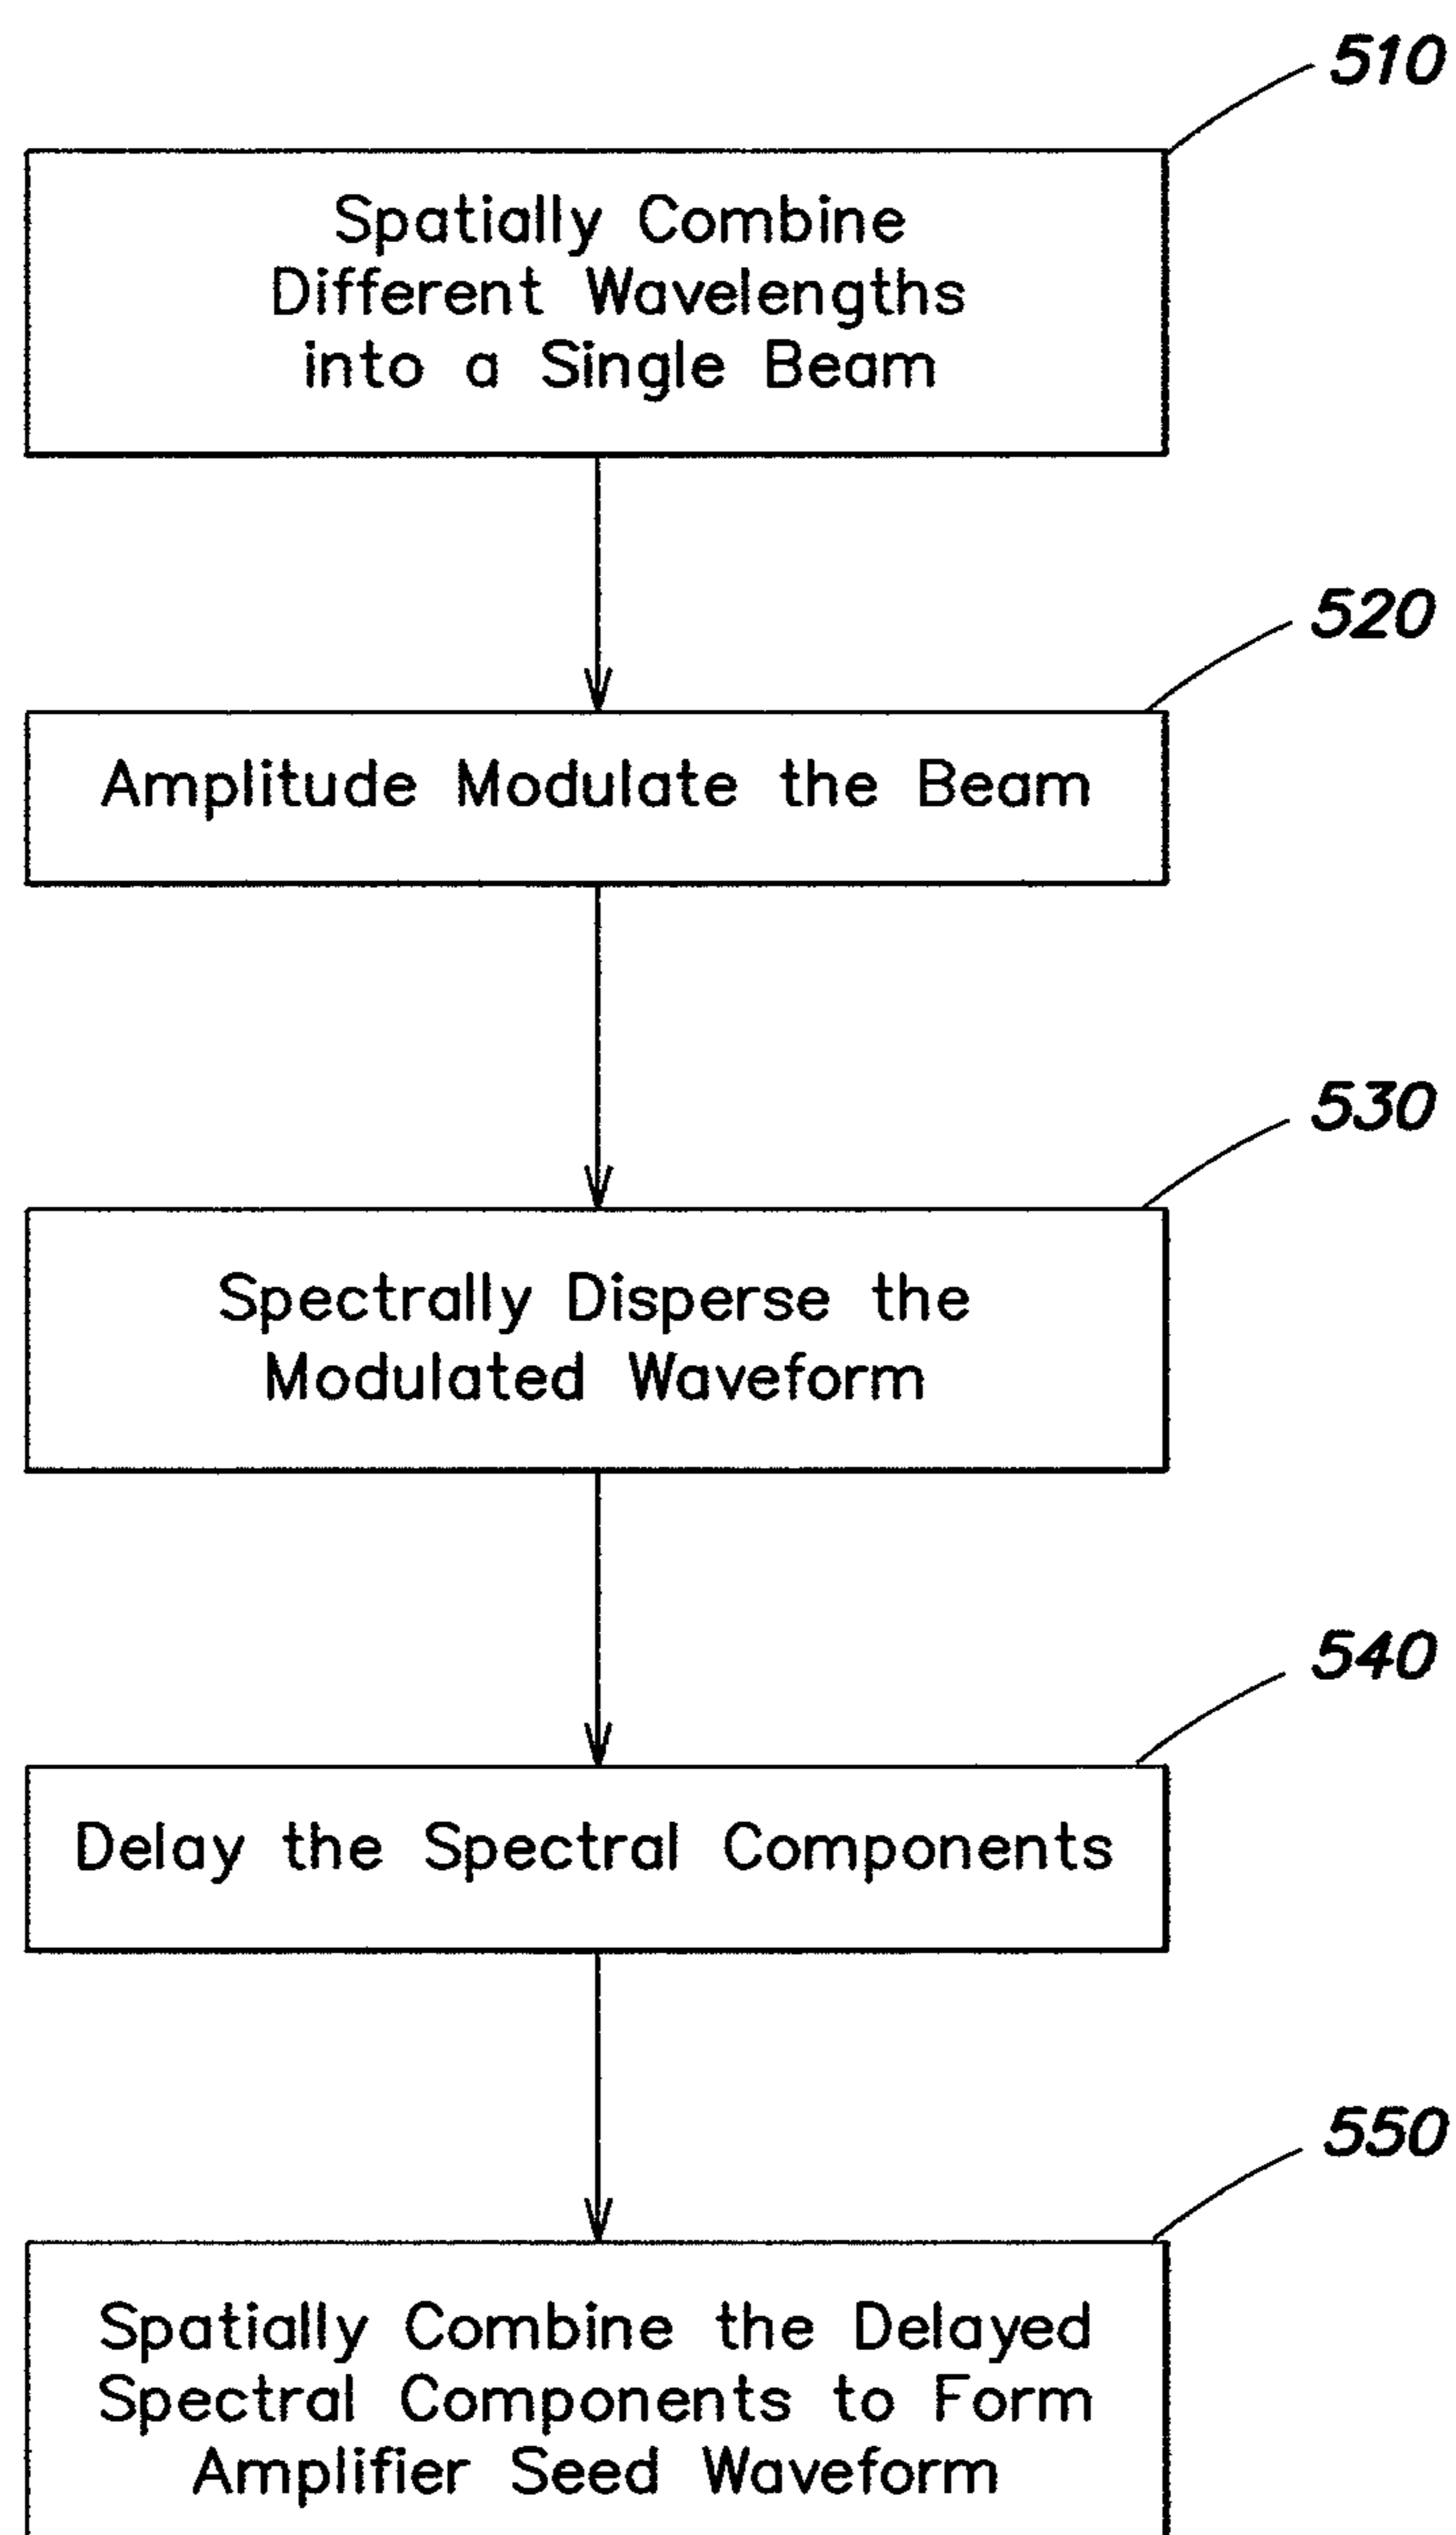 510
Spatially Combine
Different Wavelengths
into a Single Beam
520
Amplitude Modulate the Beam
530
Spectrally Disperse the
Modulated Waveform
540
Delay the Spectral Components
550
Spatially Combine the Delayed
Spectral Components to Form
Amplifier Seed Waveform